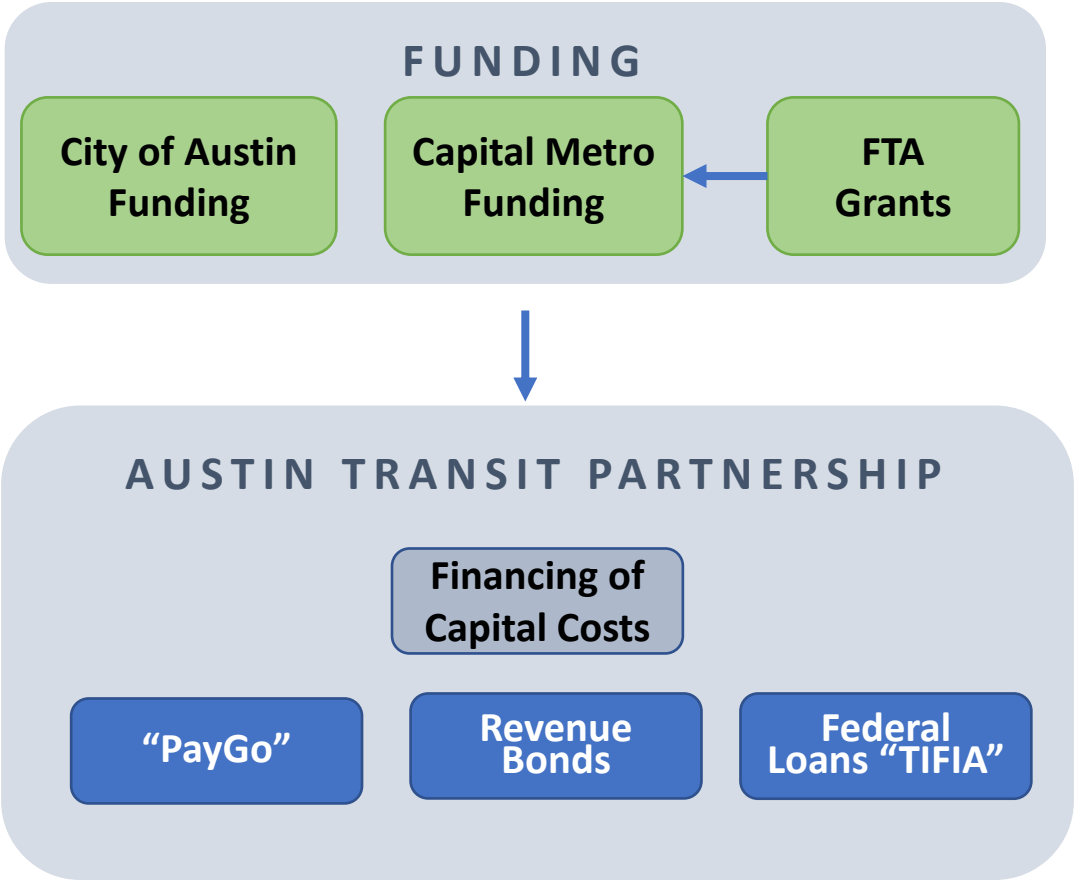 FUNDING
City of Austin
Funding
Capital Metro
Funding
FTA
Grants
AUSTIN TRANSIT PARTNERSHIP
Financing of
Capital Costs
“PayGo”
Revenue
Bonds
Federal
Loans “TIFIA”